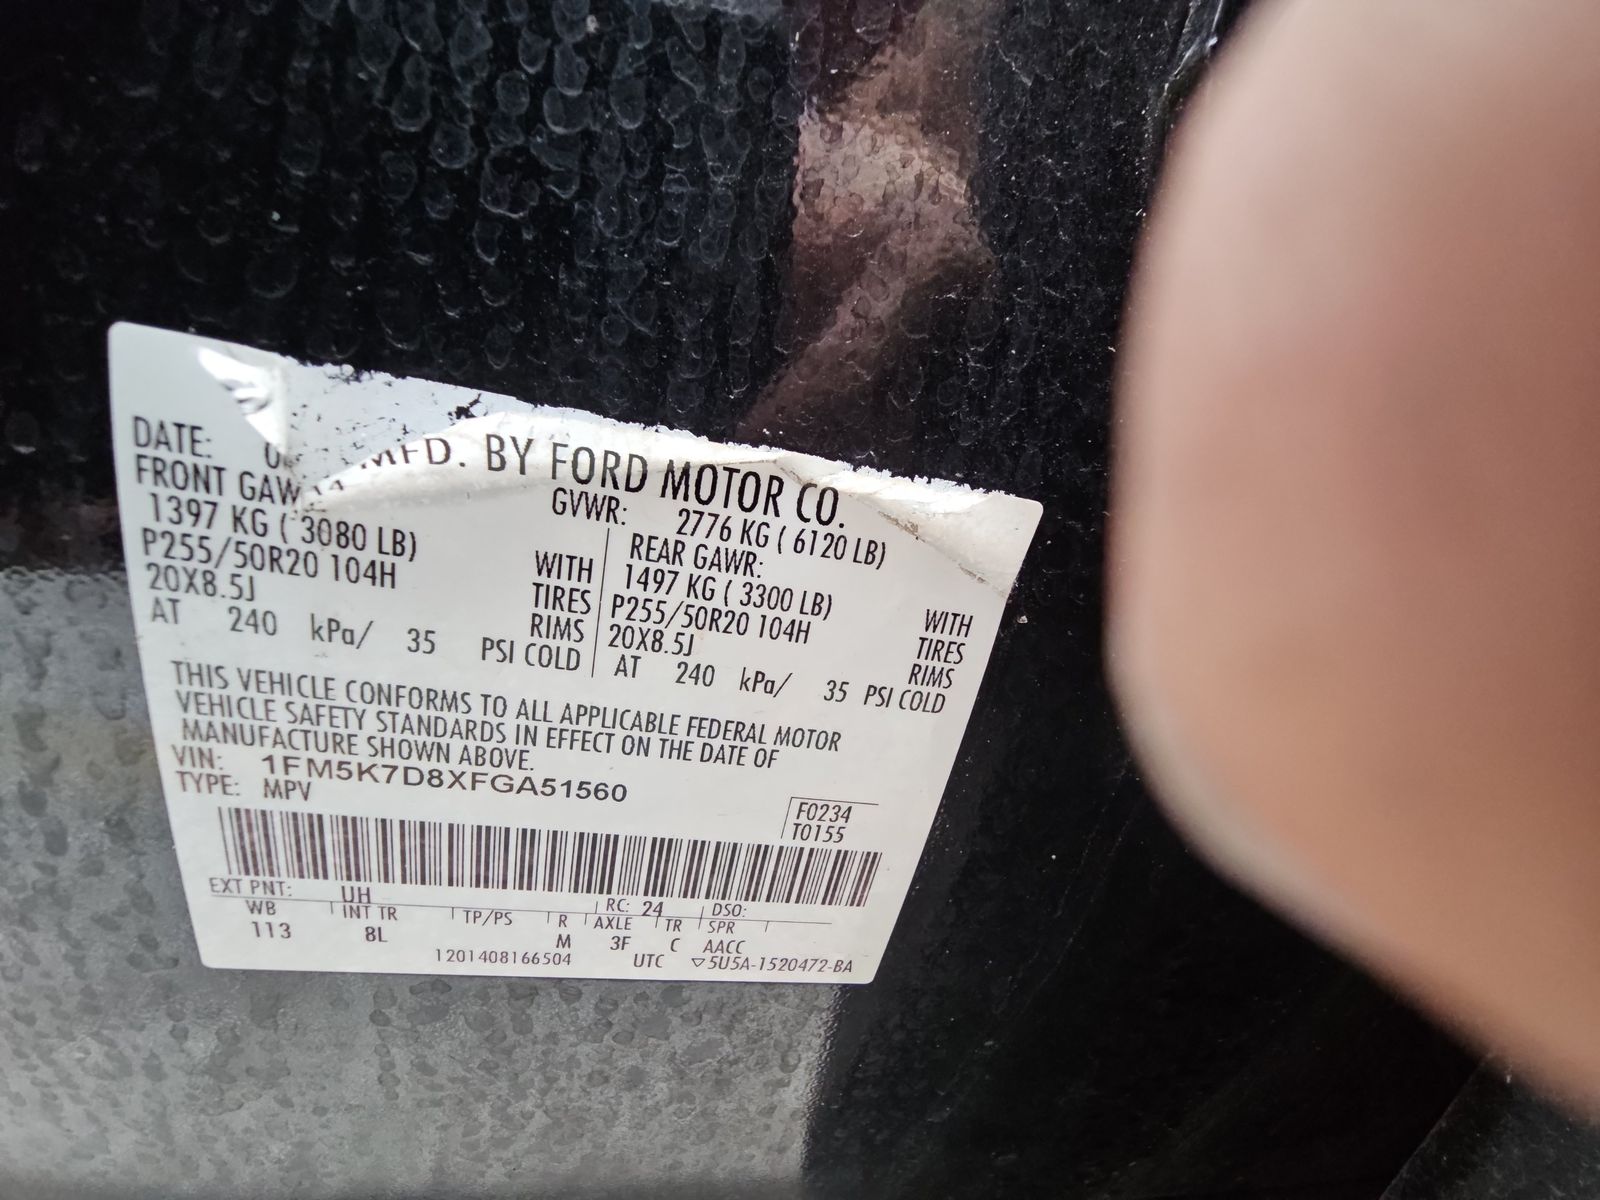 MFD. BY FORD MOTOR CO.
DATE: GVWR: 2776 KG ( 6120 LB)
FRONT GAW REAR GAWR:
1397 KG ( 3080 LB) WITH 1497 KG ( 3300 LB) WITH
P255/50R20 104H TIRES P255/50R20 104H TIRES
20X8.5J RIMS 20X8.5J RIMS
AT 240 kPa/ 35 PSI COLD AT 240 kPa/ 35 PSI COLD
THIS VEHICLE CONFORMS TO ALL APPLICABLE FEDERAL MOTOR
VEHICLE SAFETY STANDARDS IN EFFECT ON THE DATE OF
MANUFACTURE SHOWN ABOVE.
VIN: 1FM5K7D8XFGA51560
TYPE: MPV
F0234
T0155
EXT PNT: UH RC: 24 DSO:
WB INT TR TP/PS R AXLE TR SPR
113 8L M 3F C AACC
1201408166504 UTC ▽5U5A-1520472-BA